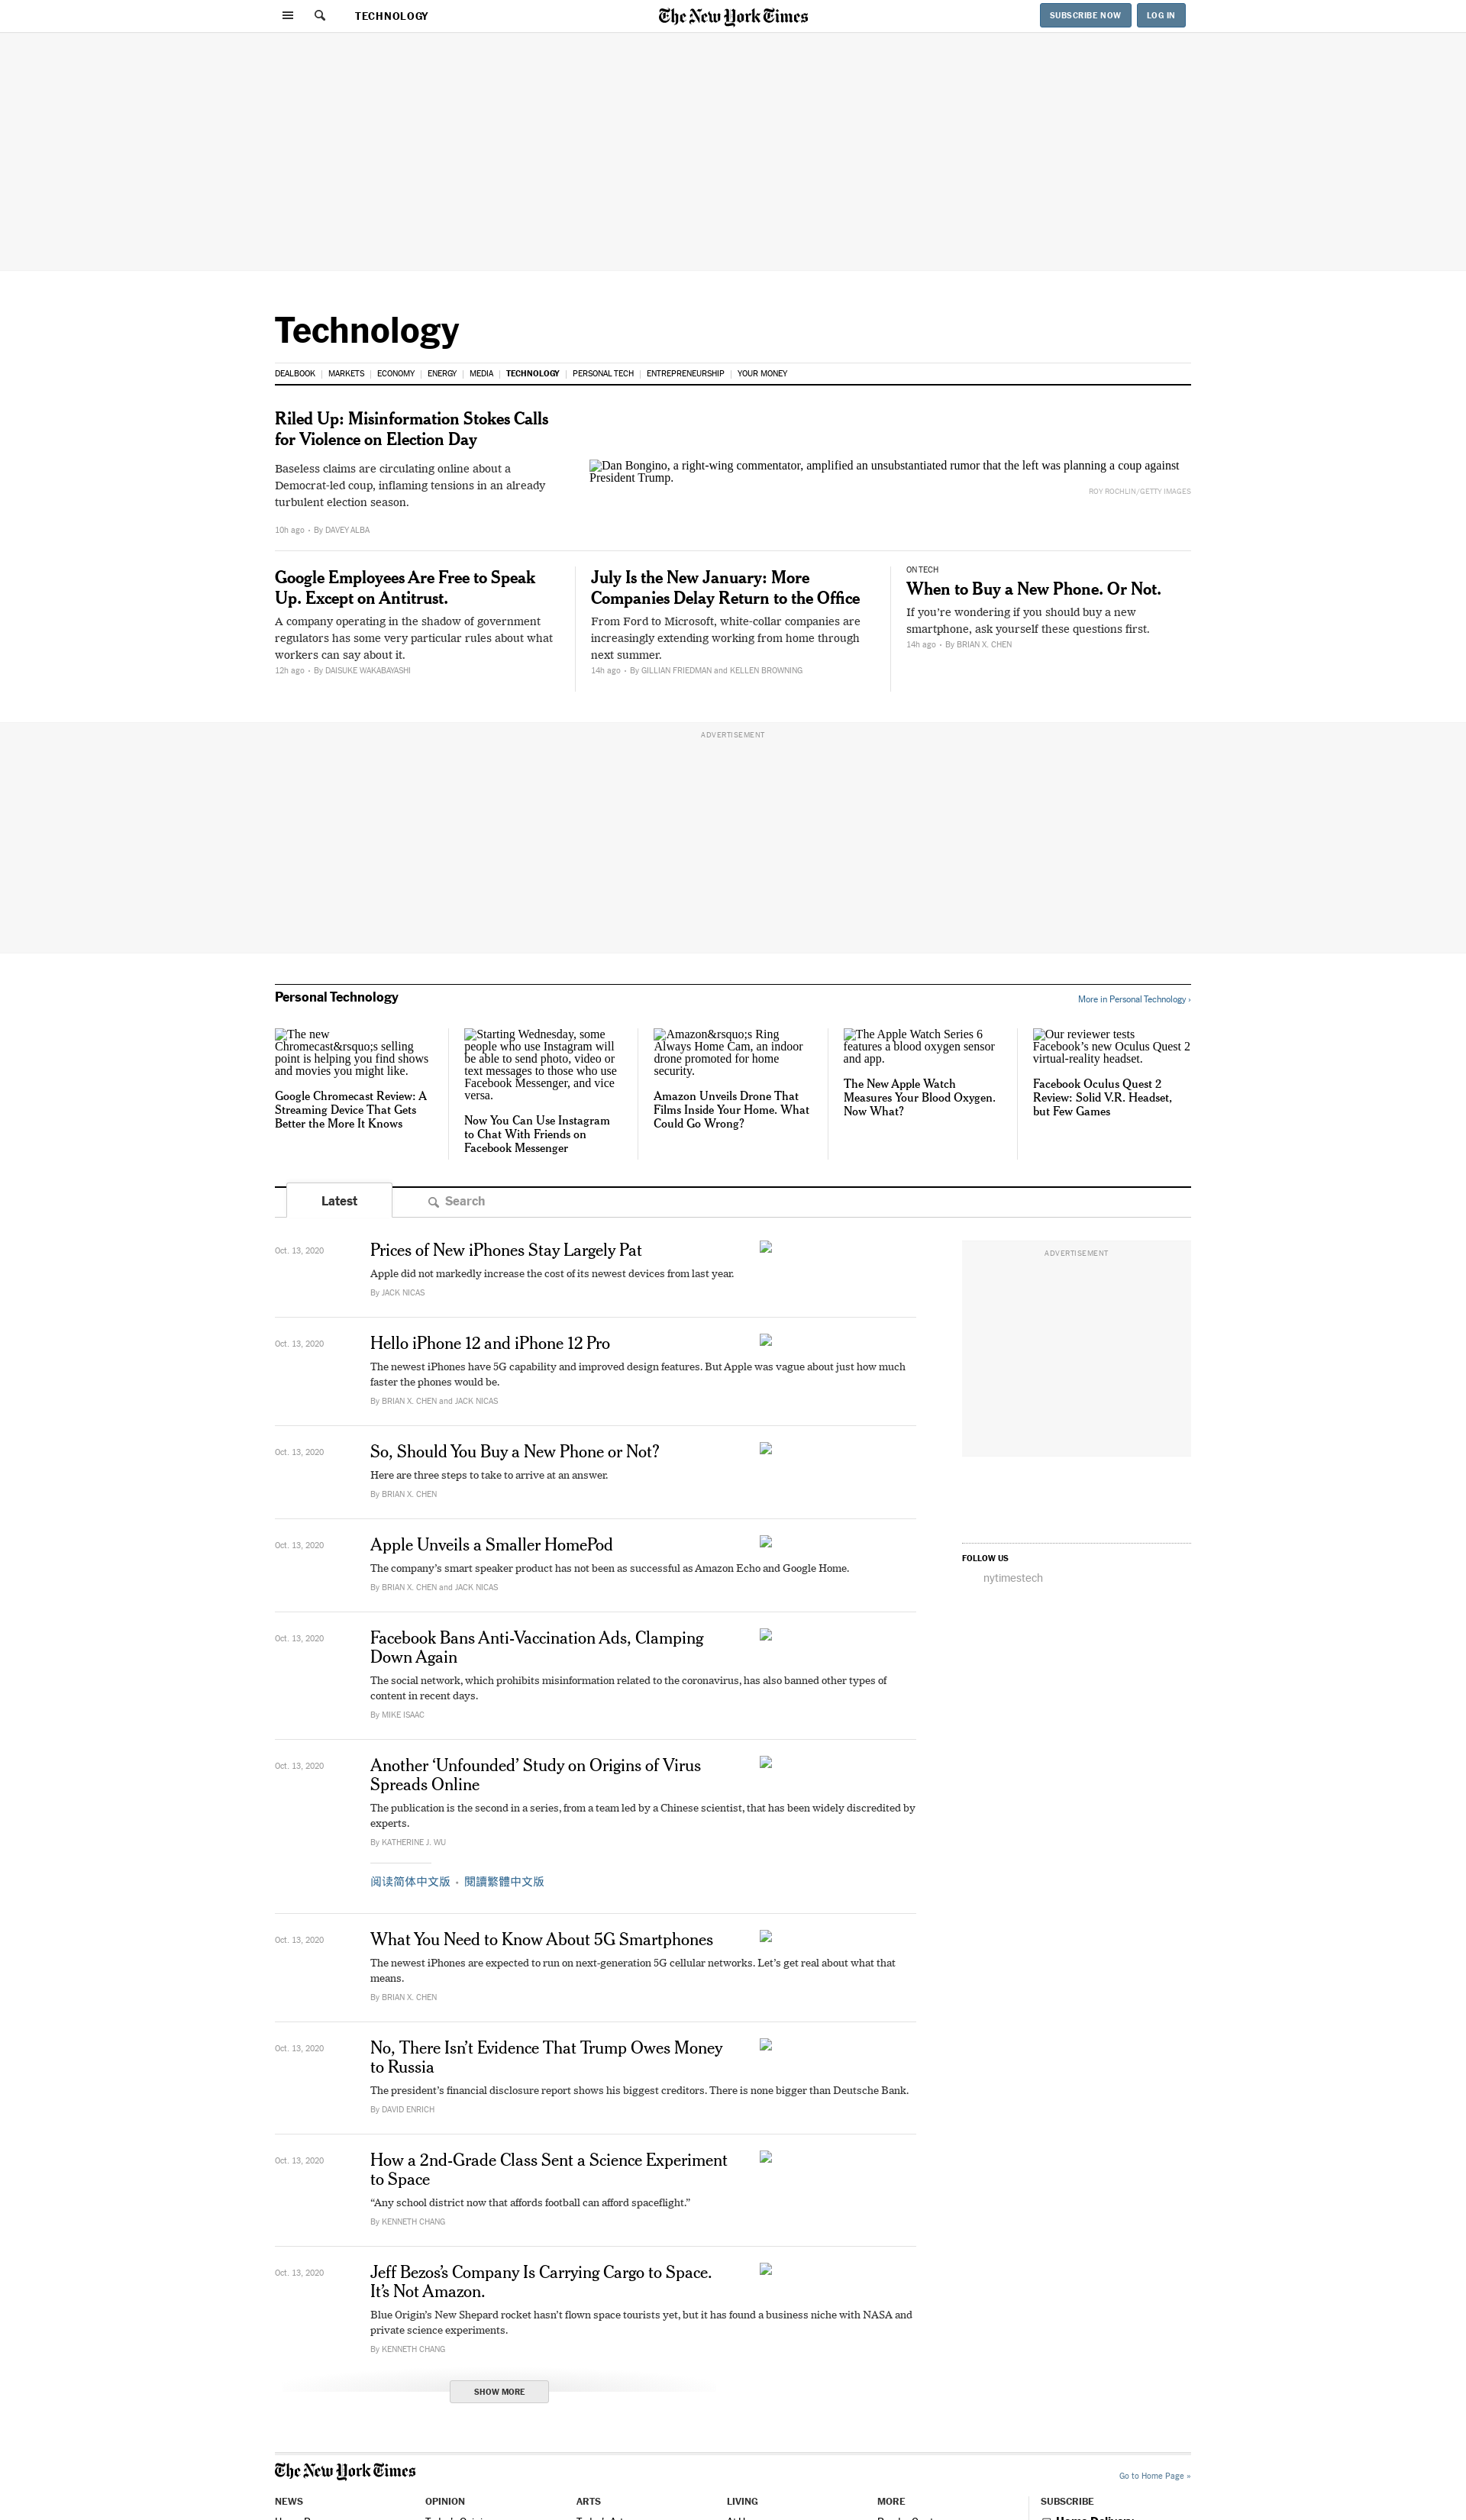 TECHNOLOGY
The New York Times
SUBSCRIBE NOW
LOG IN
Technology
DEALBOOK | MARKETS | ECONOMY | ENERGY | MEDIA | TECHNOLOGY | PERSONAL TECH | ENTREPRENEURSHIP | YOUR MONEY
Riled Up: Misinformation Stokes Calls
for Violence on Election Day
Baseless claims are circulating online about a
Democrat-led coup, inflaming tensions in an already
turbulent election season.
10h ago • By DAVEY ALBA
Dan Bongino, a right-wing commentator, amplified an unsubstantiated rumor that the left was planning a coup against
President Trump.
ROY ROCHLIN/GETTY IMAGES
Google Employees Are Free to Speak
Up. Except on Antitrust.
A company operating in the shadow of government
regulators has some very particular rules about what
workers can say about it.
12h ago • By DAISUKE WAKABAYASHI
July Is the New January: More
Companies Delay Return to the Office
From Ford to Microsoft, white-collar companies are
increasingly extending working from home through
next summer.
14h ago • By GILLIAN FRIEDMAN and KELLEN BROWNING
ON TECH
When to Buy a New Phone. Or Not.
If you’re wondering if you should buy a new
smartphone, ask yourself these questions first.
14h ago • By BRIAN X. CHEN
ADVERTISEMENT
Personal Technology
More in Personal Technology ›
The new
Chromecast&rsquo;s selling
point is helping you find shows
and movies you might like.
Google Chromecast Review: A
Streaming Device That Gets
Better the More It Knows
Starting Wednesday, some
people who use Instagram will
be able to send photo, video or
text messages to those who use
Facebook Messenger, and vice
versa.
Now You Can Use Instagram
to Chat With Friends on
Facebook Messenger
Amazon&rsquo;s Ring
Always Home Cam, an indoor
drone promoted for home
security.
Amazon Unveils Drone That
Films Inside Your Home. What
Could Go Wrong?
The Apple Watch Series 6
features a blood oxygen sensor
and app.
The New Apple Watch
Measures Your Blood Oxygen.
Now What?
Our reviewer tests
Facebook’s new Oculus Quest 2
virtual-reality headset.
Facebook Oculus Quest 2
Review: Solid V.R. Headset,
but Few Games
Latest
Search
Oct. 13, 2020
Prices of New iPhones Stay Largely Pat
Apple did not markedly increase the cost of its newest devices from last year.
By JACK NICAS
ADVERTISEMENT
Oct. 13, 2020
Hello iPhone 12 and iPhone 12 Pro
The newest iPhones have 5G capability and improved design features. But Apple was vague about just how much
faster the phones would be.
By BRIAN X. CHEN and JACK NICAS
Oct. 13, 2020
So, Should You Buy a New Phone or Not?
Here are three steps to take to arrive at an answer.
By BRIAN X. CHEN
Oct. 13, 2020
Apple Unveils a Smaller HomePod
The company’s smart speaker product has not been as successful as Amazon Echo and Google Home.
By BRIAN X. CHEN and JACK NICAS
FOLLOW US
nytimestech
Oct. 13, 2020
Facebook Bans Anti-Vaccination Ads, Clamping
Down Again
The social network, which prohibits misinformation related to the coronavirus, has also banned other types of
content in recent days.
By MIKE ISAAC
Oct. 13, 2020
Another ‘Unfounded’ Study on Origins of Virus
Spreads Online
The publication is the second in a series, from a team led by a Chinese scientist, that has been widely discredited by
experts.
By KATHERINE J. WU
阅读简体中文版 • 閱讀繁體中文版
Oct. 13, 2020
What You Need to Know About 5G Smartphones
The newest iPhones are expected to run on next-generation 5G cellular networks. Let’s get real about what that
means.
By BRIAN X. CHEN
Oct. 13, 2020
No, There Isn’t Evidence That Trump Owes Money
to Russia
The president’s financial disclosure report shows his biggest creditors. There is none bigger than Deutsche Bank.
By DAVID ENRICH
Oct. 13, 2020
How a 2nd-Grade Class Sent a Science Experiment
to Space
“Any school district now that affords football can afford spaceflight.”
By KENNETH CHANG
Oct. 13, 2020
Jeff Bezos’s Company Is Carrying Cargo to Space.
It’s Not Amazon.
Blue Origin’s New Shepard rocket hasn’t flown space tourists yet, but it has found a business niche with NASA and
private science experiments.
By KENNETH CHANG
SHOW MORE
The New York Times
Go to Home Page »
NEWS
OPINION
ARTS
LIVING
MORE
SUBSCRIBE